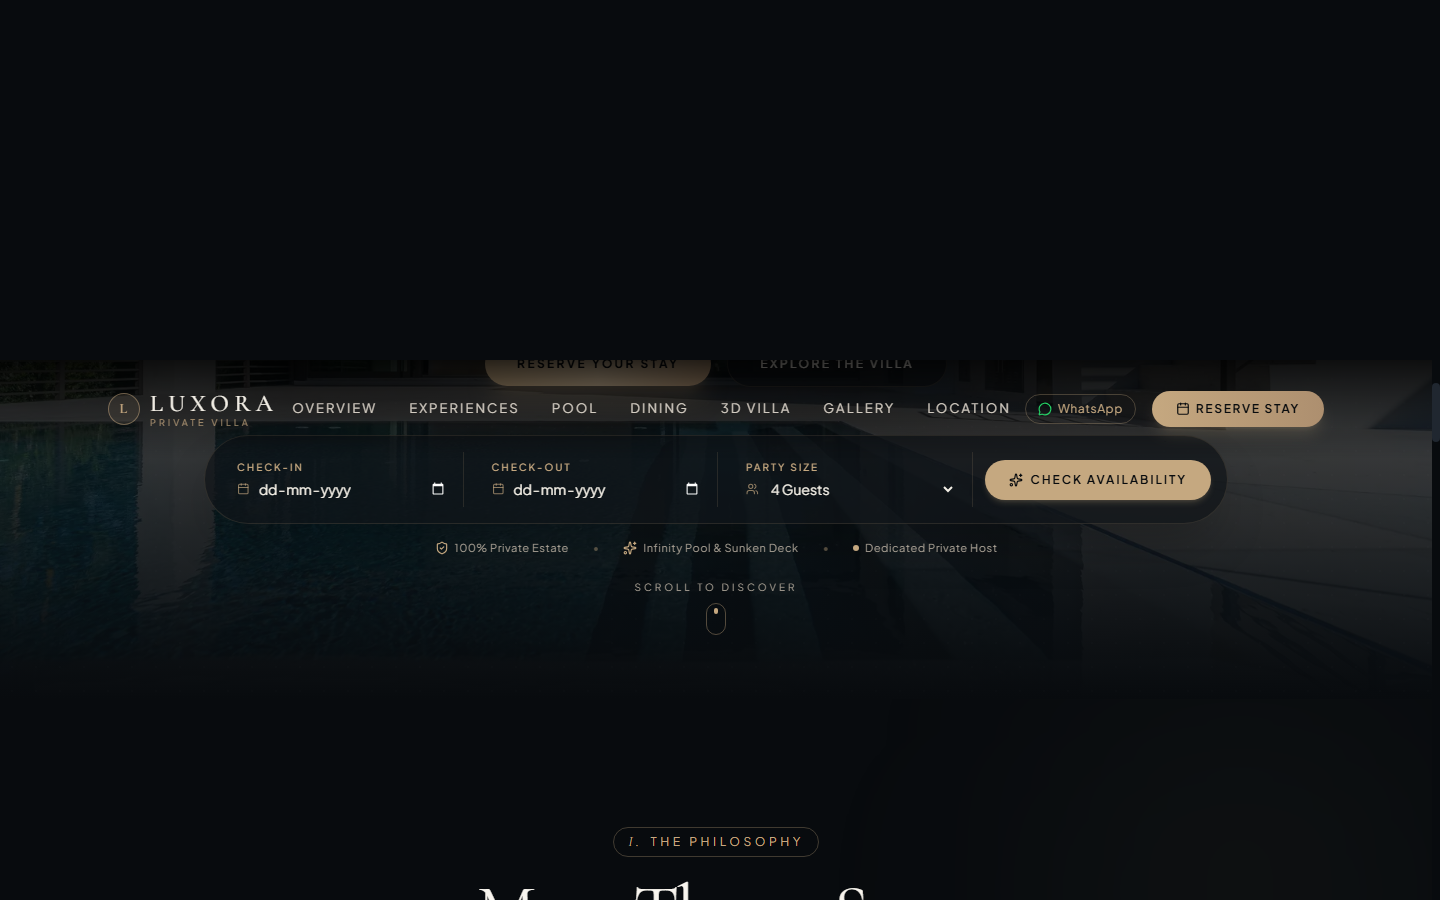 RESERVE YOUR STAY EXPLORE THE VILLA
L LUXORA
PRIVATE VILLA
OVERVIEW EXPERIENCES POOL DINING 3D VILLA GALLERY LOCATION WhatsApp RESERVE STAY
CHECK-IN CHECK-OUT PARTY SIZE
dd-mm-yyyy dd-mm-yyyy 4 Guests CHECK AVAILABILITY
100% Private Estate • Infinity Pool & Sunken Deck • Dedicated Private Host
SCROLL TO DISCOVER
I. THE PHILOSOPHY